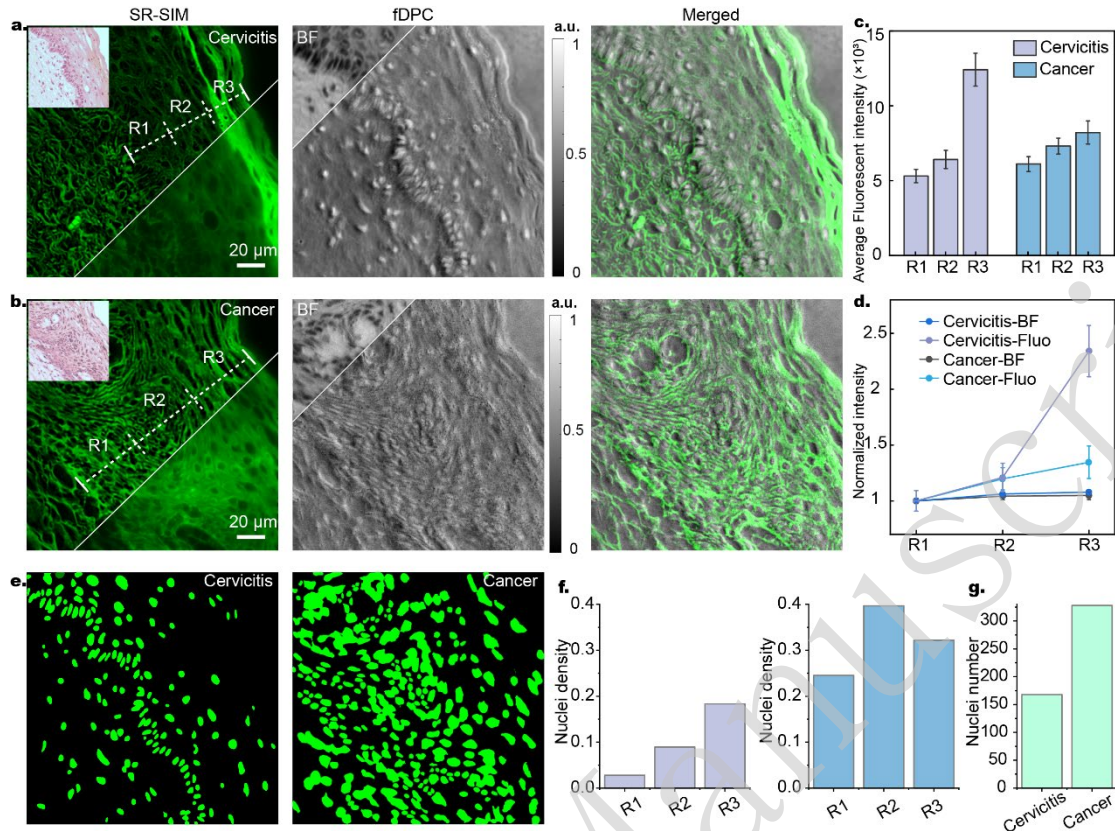 SR-SIM fDPC Merged
a. Cervicitis
R1 R2 R3
20 μm
BF
a.u.
1
0.5
0
b. Cancer
R1 R2 R3
20 μm
BF
a.u.
1
0.5
0
c.
Average Fluorescent intensity (×10³)
15
10
5
0
Cervicitis
Cancer
R1 R2 R3 R1 R2 R3
d.
Normalized intensity
2.5
2
1.5
1
Cervicitis-BF
Cervicitis-Fluo
Cancer-BF
Cancer-Fluo
R1 R2 R3
e. Cervicitis Cancer
f.
Nuclei density
0.4
0.3
0.2
0.1
0.0
R1 R2 R3
Nuclei density
0.4
0.3
0.2
0.1
0.0
R1 R2 R3
g.
Nuclei number
300
250
200
150
100
50
0
Cervicitis Cancer
Manuscri